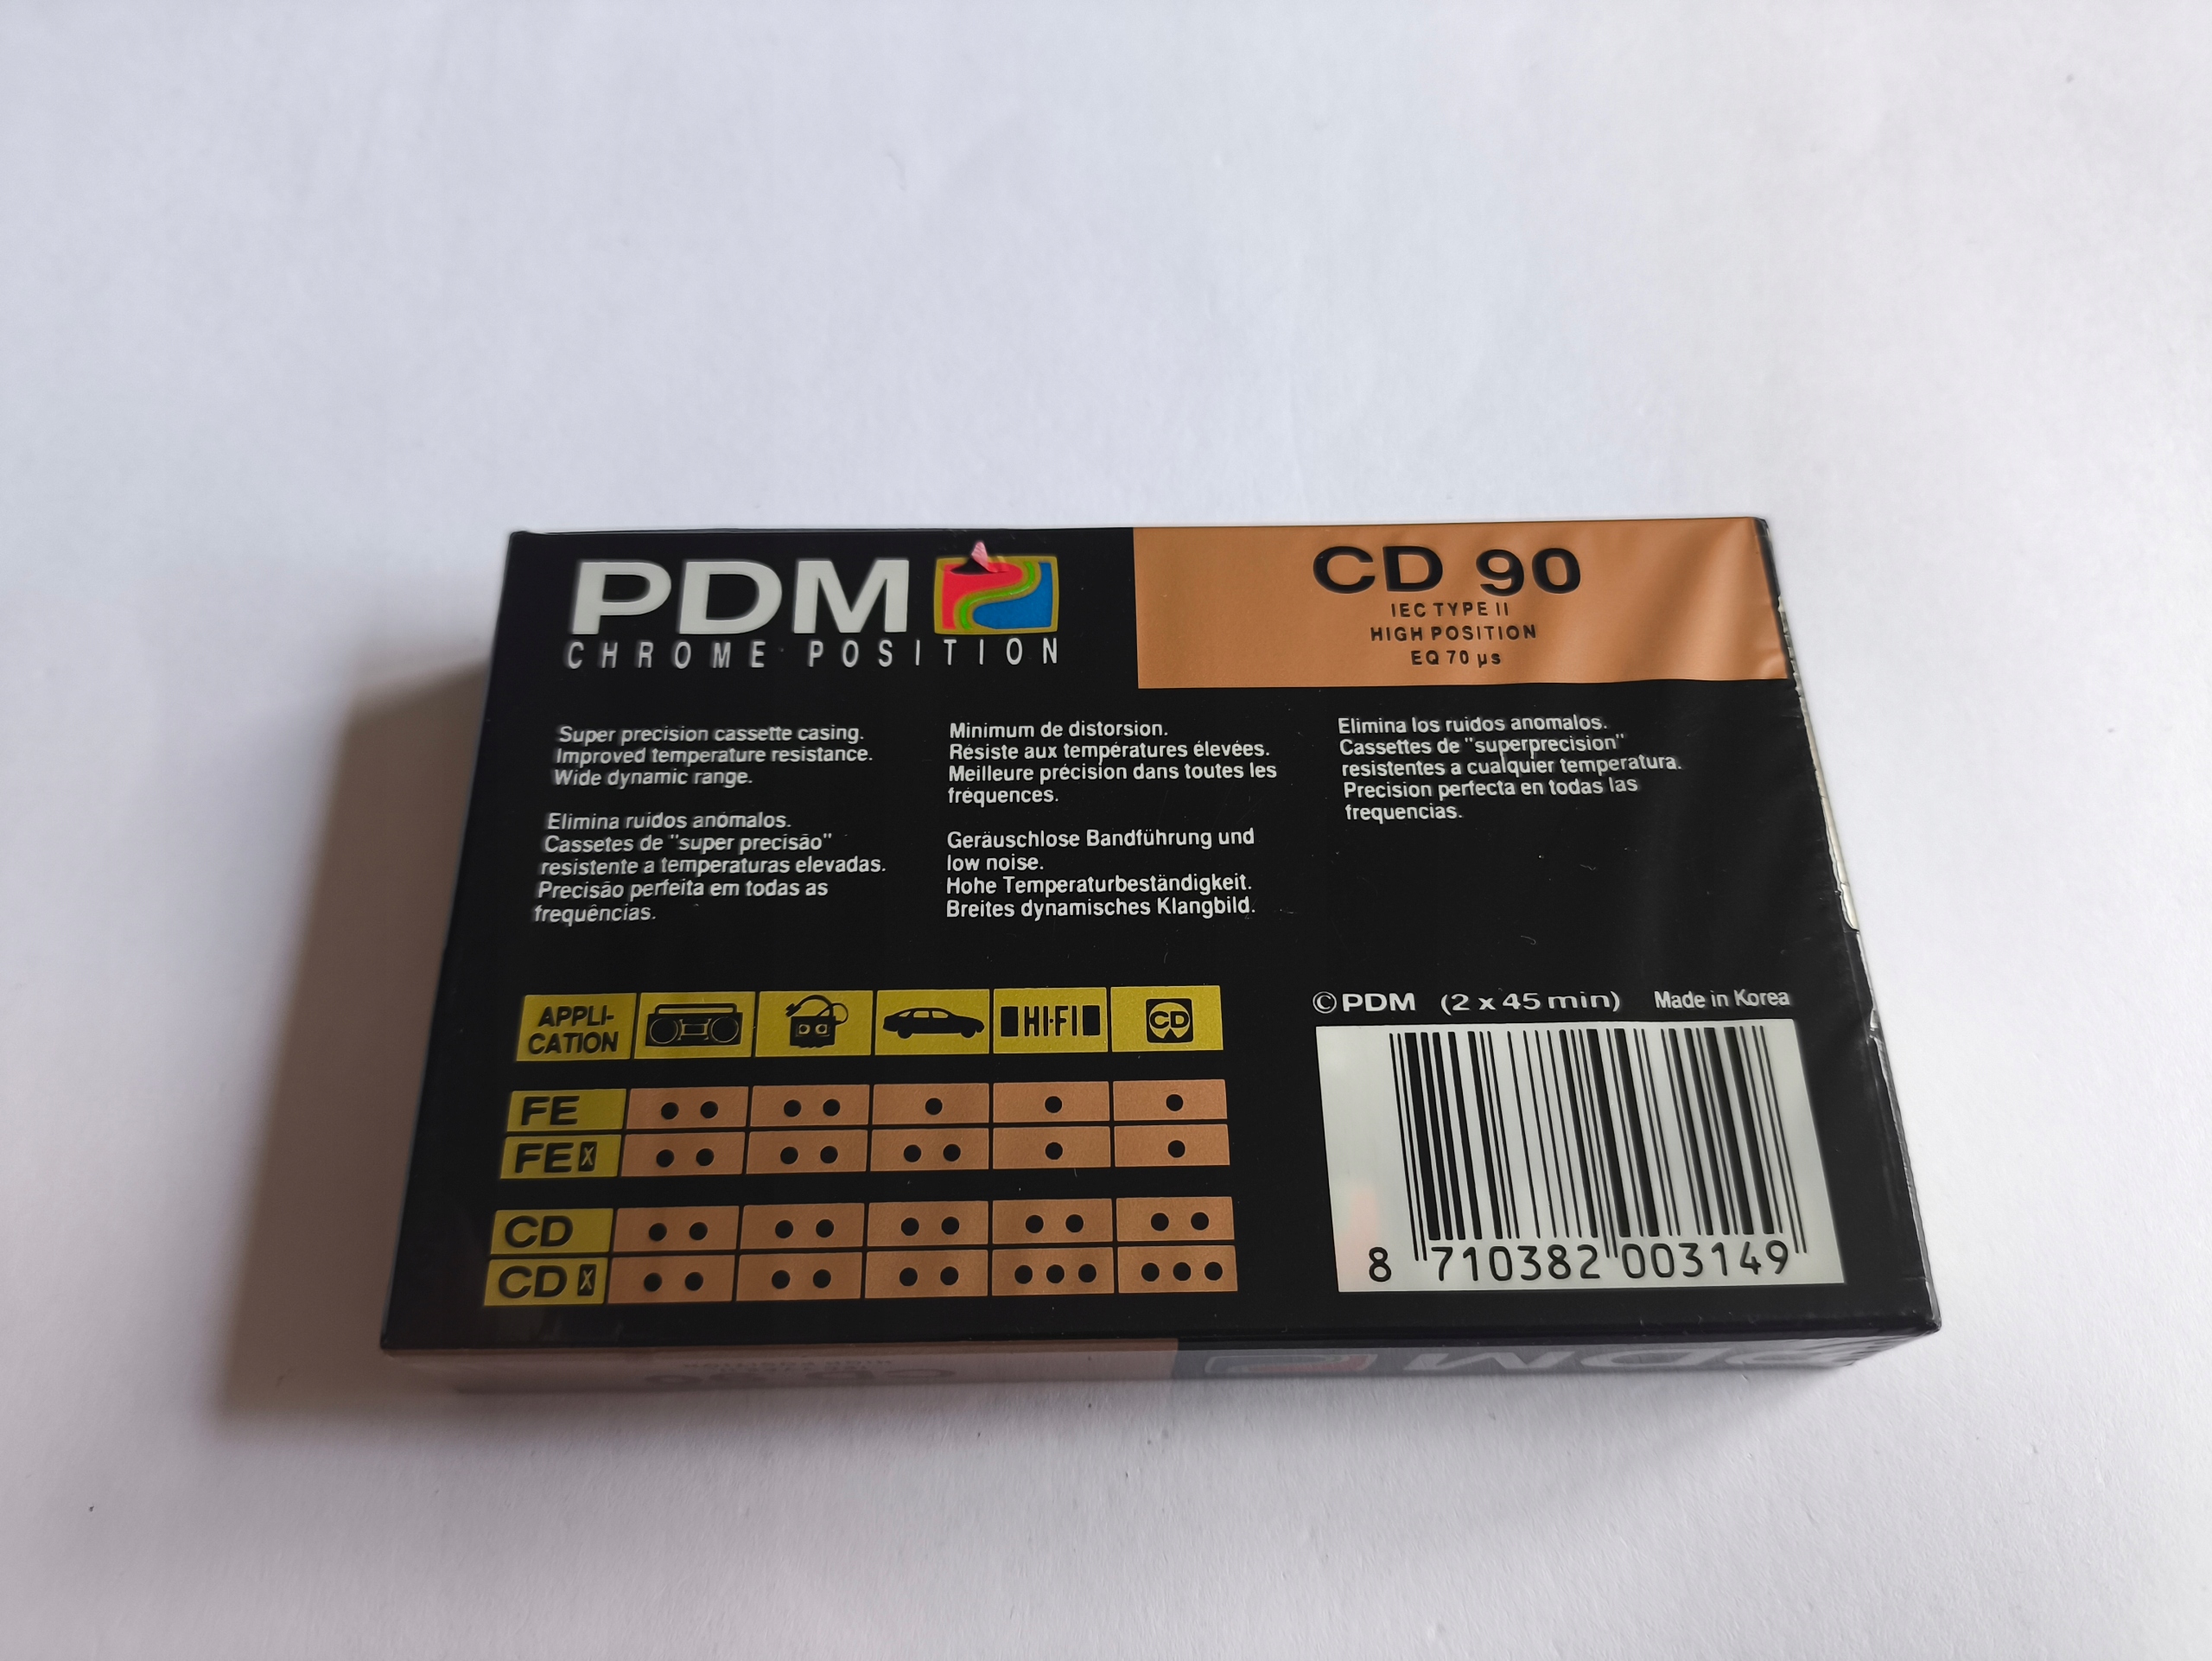 PDM
CHROME POSITION
CD 90
IEC TYPE II
HIGH POSITION
EQ 70 µs
Super precision cassette casing.
Improved temperature resistance.
Wide dynamic range.
Elimina ruidos anómalos.
Cassetes de "super precisão"
resistente a temperaturas elevadas.
Precisão perfeita em todas as
frequências.
Minimum de distorsion.
Résiste aux températures élevées.
Meilleure précision dans toutes les
fréquences.
Geräuschlose Bandführung und
low noise.
Hohe Temperaturbeständigkeit.
Breites dynamisches Klangbild.
Elimina los ruidos anomalos.
Cassettes de "superprecision"
resistentes a cualquier temperatura.
Precision perfecta en todas las
frequencias.
APPLI-
CATION
HI-FI
CD
FE
FE X
CD
CD X
©PDM (2 x 45 min) Made in Korea
8 710382 003149
CD 90
PDM